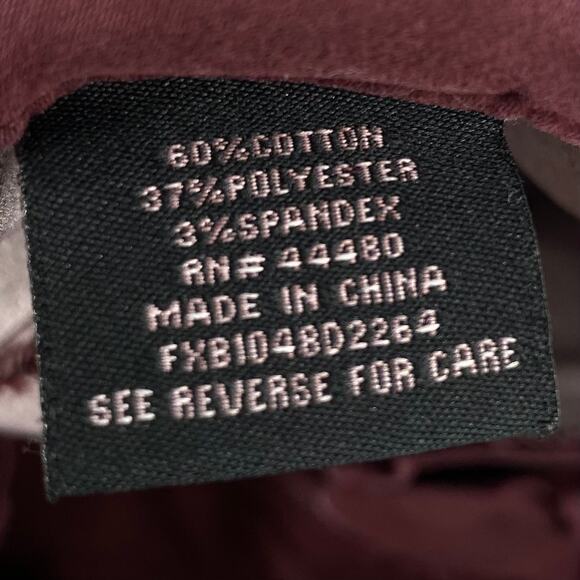 60%COTTON
37%POLYESTER
3%SPANDEX
RN# 44480
MADE IN CHINA
FXB1048D2264
SEE REVERSE FOR CARE